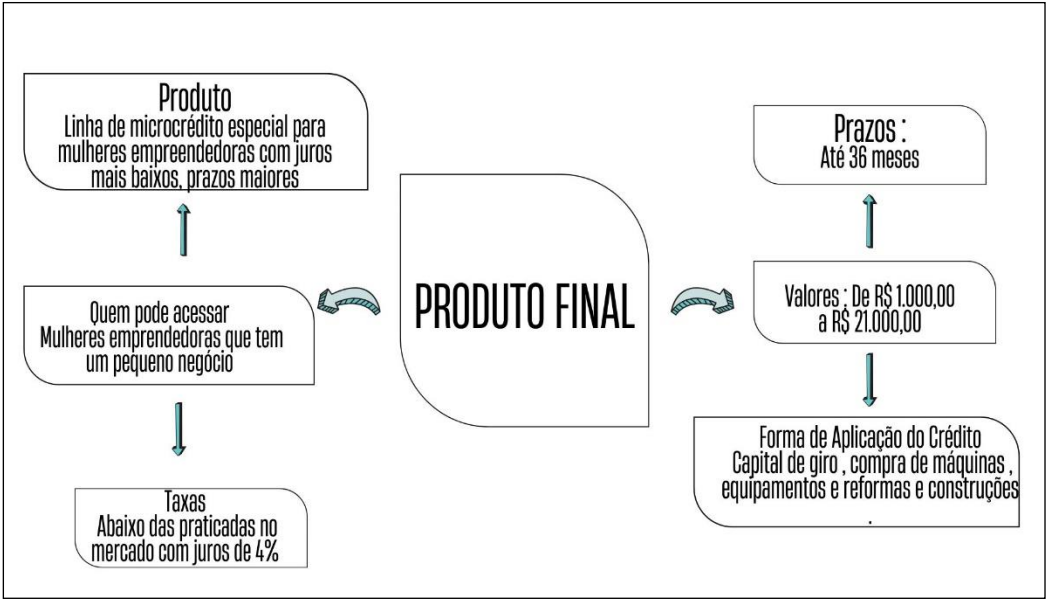 Produto
Linha de microcrédito especial para
mulheres empreendedoras com juros
mais baixos, prazos maiores
Quem pode acessar
Mulheres emprendedoras que tem
um pequeno negócio
Taxas
Abaixo das praticadas no
mercado com juros de 4%
PRODUTO FINAL
Prazos :
Até 36 meses
Valores : De R$ 1.000,00
a R$ 21.000,00
Forma de Aplicação do Crédito
Capital de giro , compra de máquinas ,
equipamentos e reformas e construções
.